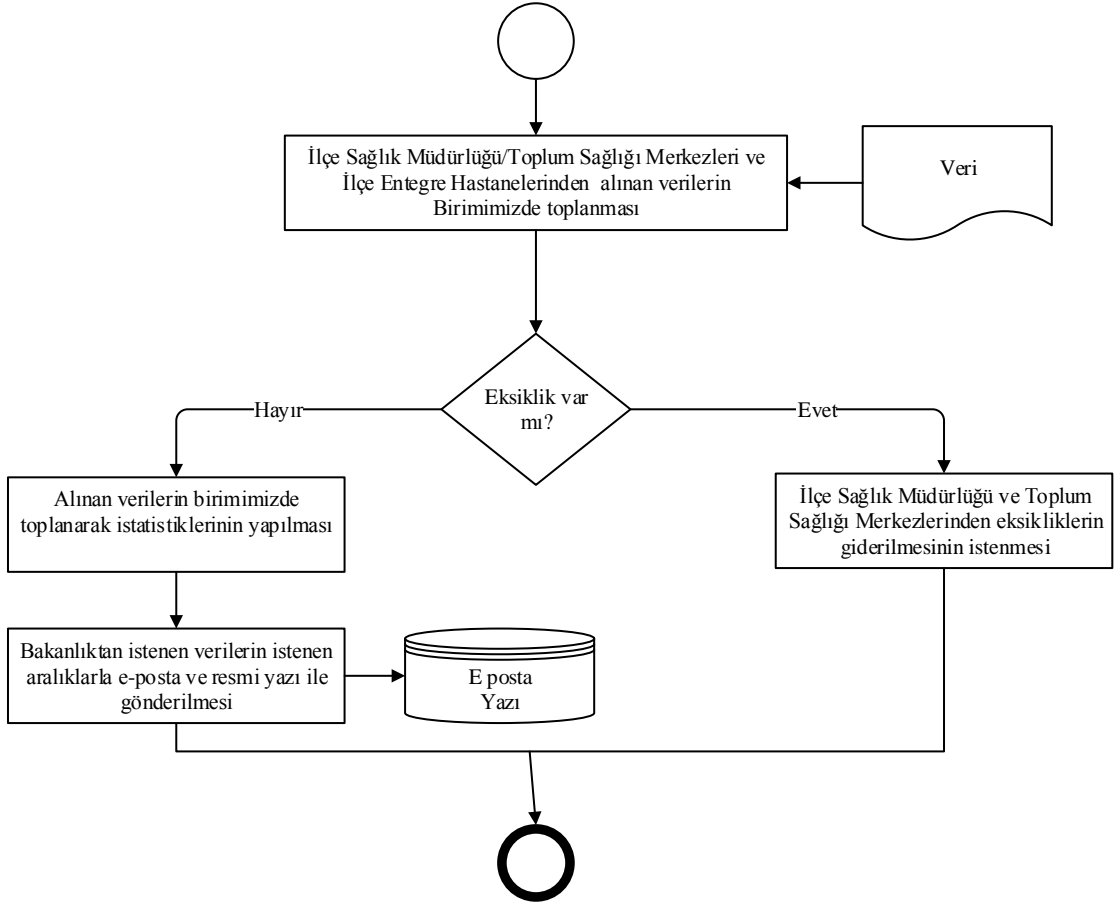 İlçe Sağlık Müdürlüğü/Toplum Sağlığı Merkezleri ve
İlçe Entegre Hastanelerinden alınan verilerin
Birimimizde toplanması
Veri
Eksiklik var
mı?
Hayır
Evet
Alınan verilerin birimimizde
toplanarak istatistiklerinin yapılması
İlçe Sağlık Müdürlüğü ve Toplum
Sağlığı Merkezlerinden eksikliklerin
giderilmesinin istenmesi
Bakanlıktan istenen verilerin istenen
aralıklarla e-posta ve resmi yazı ile
gönderilmesi
E posta
Yazı